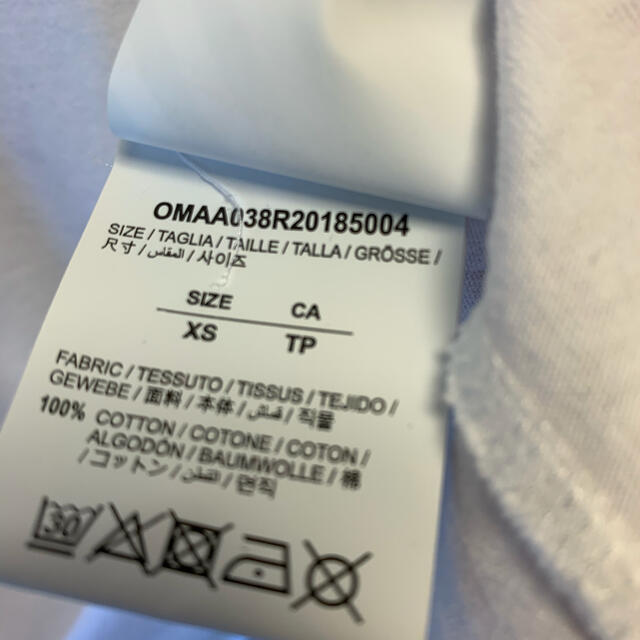 OMAA038R20185004
SIZE / TAGLIA / TAILLE / TALLA / GRÖSSE /
尺寸 / المقاس / 사이즈
SIZE CA
XS TP
FABRIC / TESSUTO / TISSUS / TEJIDO /
GEWEBE / 面料 / 本体 / قماش / 직물
100% COTTON / COTONE / COTON /
ALGODÓN / BAUMWOLLE / 棉
/ コットン / القطن / 면직
30